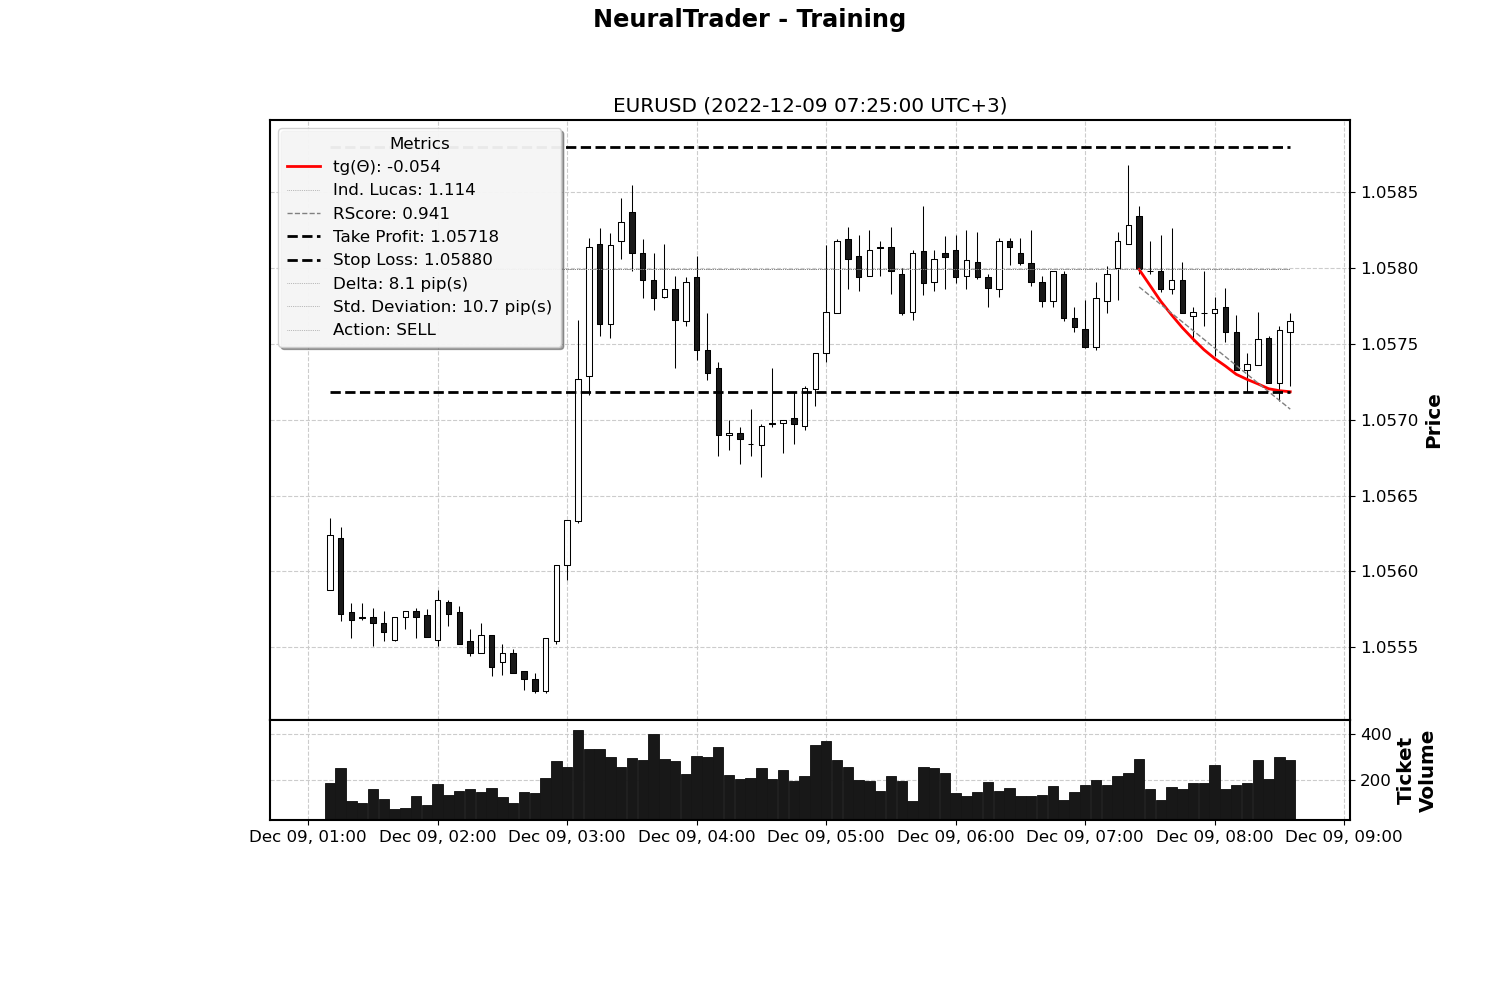 NeuralTrader - Training
EURUSD (2022-12-09 07:25:00 UTC+3)
Metrics
tg(Θ): -0.054
Ind. Lucas: 1.114
RScore: 0.941
Take Profit: 1.05718
Stop Loss: 1.05880
Delta: 8.1 pip(s)
Std. Deviation: 10.7 pip(s)
Action: SELL
1.0585
1.0580
1.0575
1.0570
1.0565
1.0560
1.0555
Price
400
200
Ticket
Volume
Dec 09, 01:00 Dec 09, 02:00 Dec 09, 03:00 Dec 09, 04:00 Dec 09, 05:00 Dec 09, 06:00 Dec 09, 07:00 Dec 09, 08:00 Dec 09, 09:00